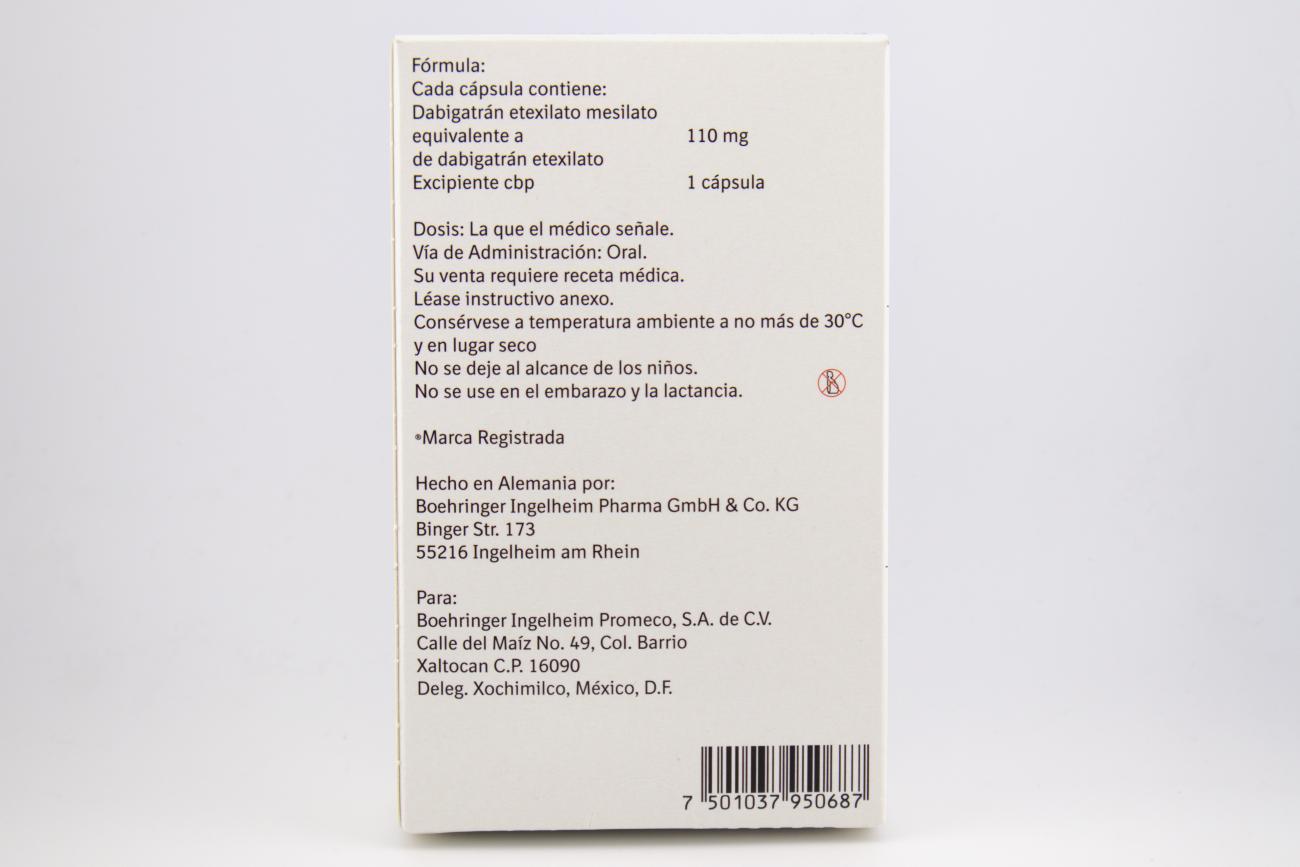 Fórmula:
Cada cápsula contiene:
Dabigatrán etexilato mesilato
equivalente a 110 mg
de dabigatrán etexilato
Excipiente cbp 1 cápsula
Dosis: La que el médico señale.
Vía de Administración: Oral.
Su venta requiere receta médica.
Léase instructivo anexo.
Consérvese a temperatura ambiente a no más de 30°C
y en lugar seco
No se deje al alcance de los niños.
No se use en el embarazo y la lactancia.
®Marca Registrada
Hecho en Alemania por:
Boehringer Ingelheim Pharma GmbH & Co. KG
Binger Str. 173
55216 Ingelheim am Rhein
Para:
Boehringer Ingelheim Promeco, S.A. de C.V.
Calle del Maíz No. 49, Col. Barrio
Xaltocan C.P. 16090
Deleg. Xochimilco, México, D.F.
7 501037 950687